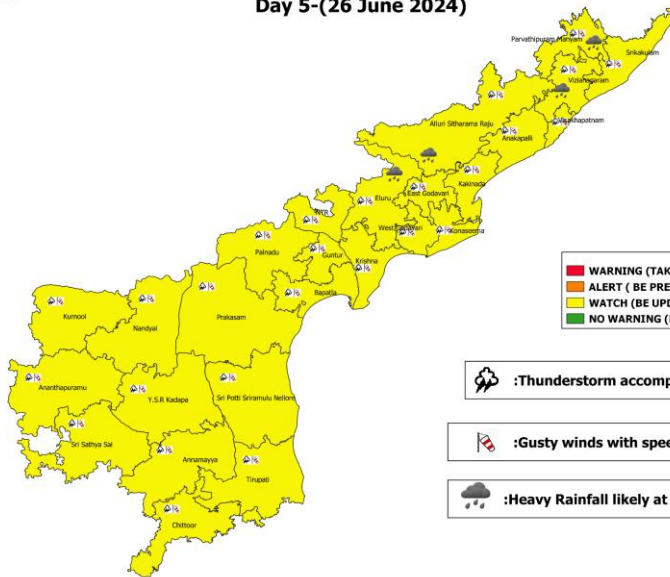 Day 5-(26 June 2024)
Parvathipuram Manyam
Srikakulam
Vizianagaram
Visakhapatnam
Alluri Sitharama Raju
Anakapalli
Kakinada
East Godavari
Eluru
Konaseema
West Godavari
NTR
Krishna
Guntur
Palnadu
Bapatla
Prakasam
Kurnool
Nandyal
Ananthapuramu
Y.S.R Kadapa
Sri Potti Sriramulu Nellore
Sri Sathya Sai
Annamayya
Tirupati
Chittoor
WARNING (TAK
ALERT ( BE PRE
WATCH (BE UPD
NO WARNING (
:Thunderstorm accomp
:Gusty winds with spee
:Heavy Rainfall likely at